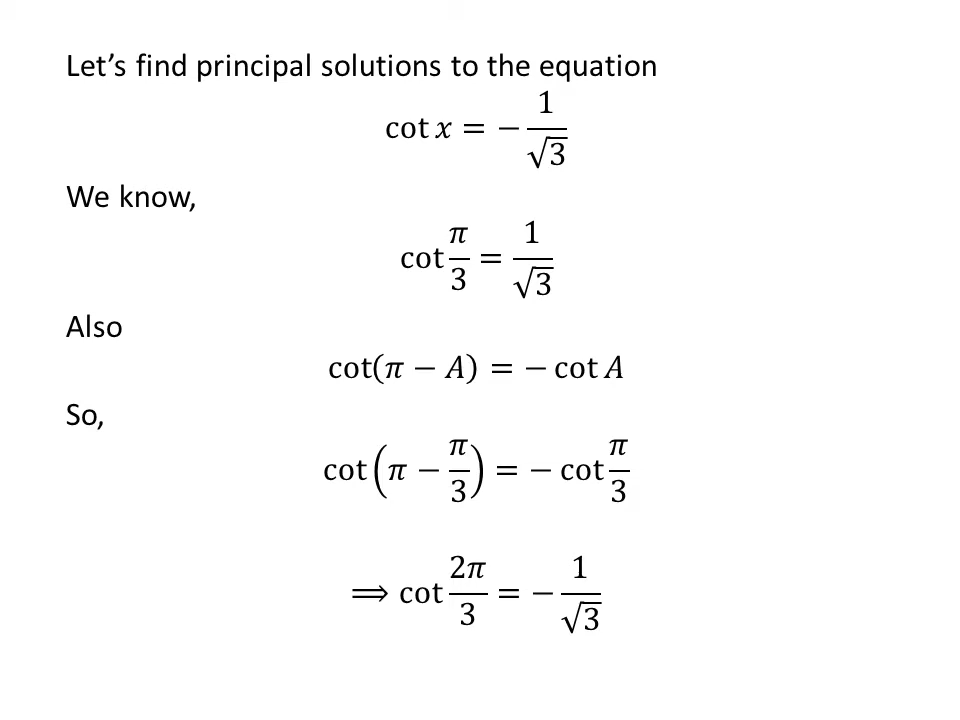 Let’s find principal solutions to the equation
cot 𝑥 = − 1/√3
We know,
cot 𝜋/3 = 1/√3
Also
cot(𝜋 − 𝐴) = − cot 𝐴
So,
cot (𝜋 − 𝜋/3) = − cot 𝜋/3
⟹ cot 2𝜋/3 = − 1/√3